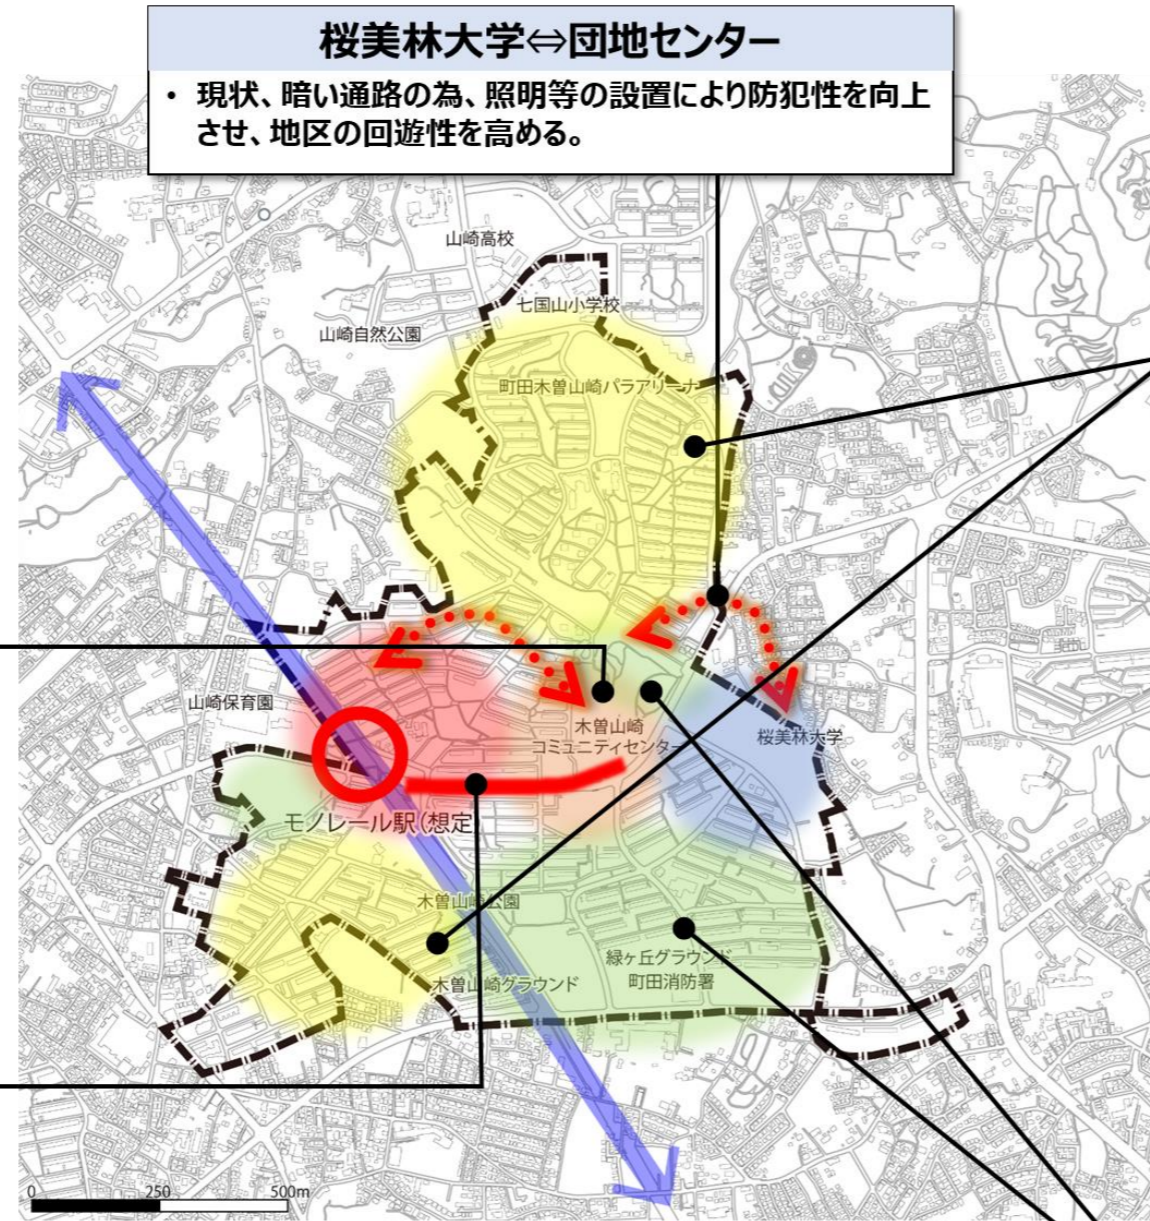 桜美林大学⇔団地センター
・ 現状、暗い通路の為、照明等の設置により防犯性を向上
させ、地区の回遊性を高める。
山崎高校
七国山小学校
山崎自然公園
町田木曽山崎パラアリーナ
山崎保育園
木曽山崎
コミュニティセンター
桜美林大学
モノレール駅(想定)
木曽山崎公園
緑ヶ丘グラウンド
町田消防署
木曽山崎グラウンド
0 250 500m